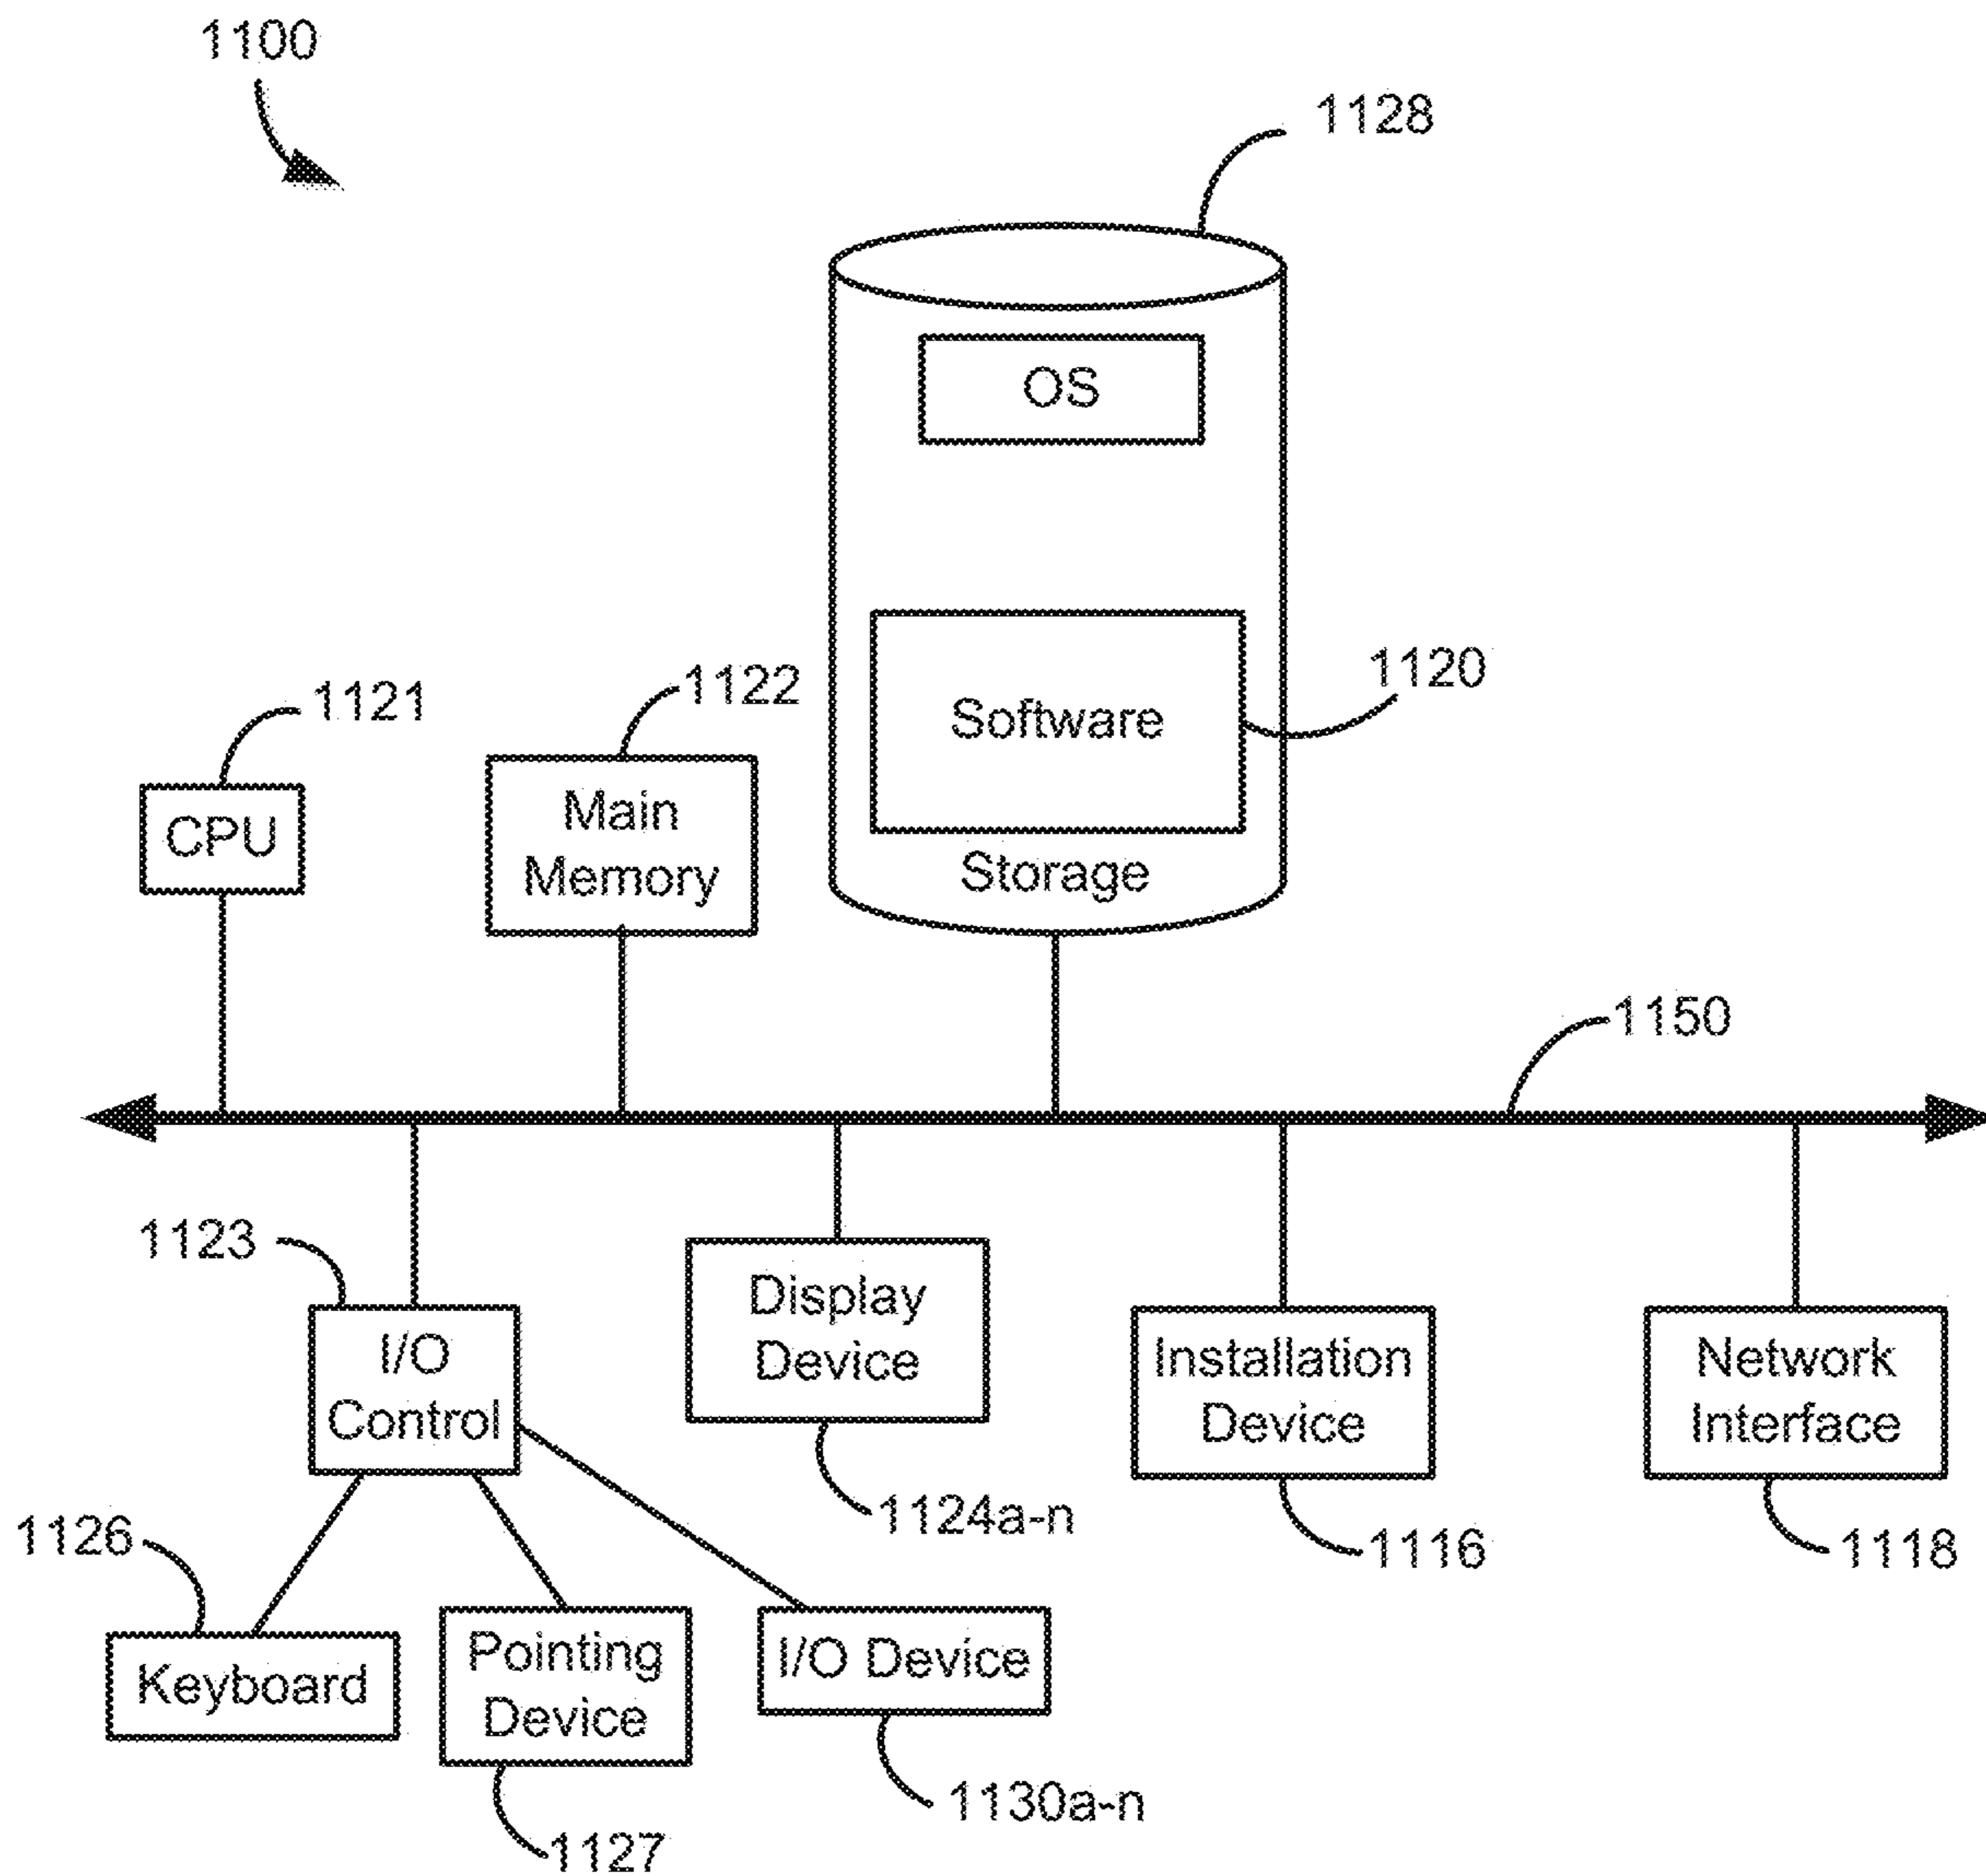 1100
1128
OS
1120
Software
1122
1121
Main
CPU
Memory
Storage
1150
1123
Display
Device
I/O
Control
Installation
Device
Network
Interface
1124a-n
1116
1118
1126
Pointing
Device
I/O Device
Keyboard
1130a-n
1127